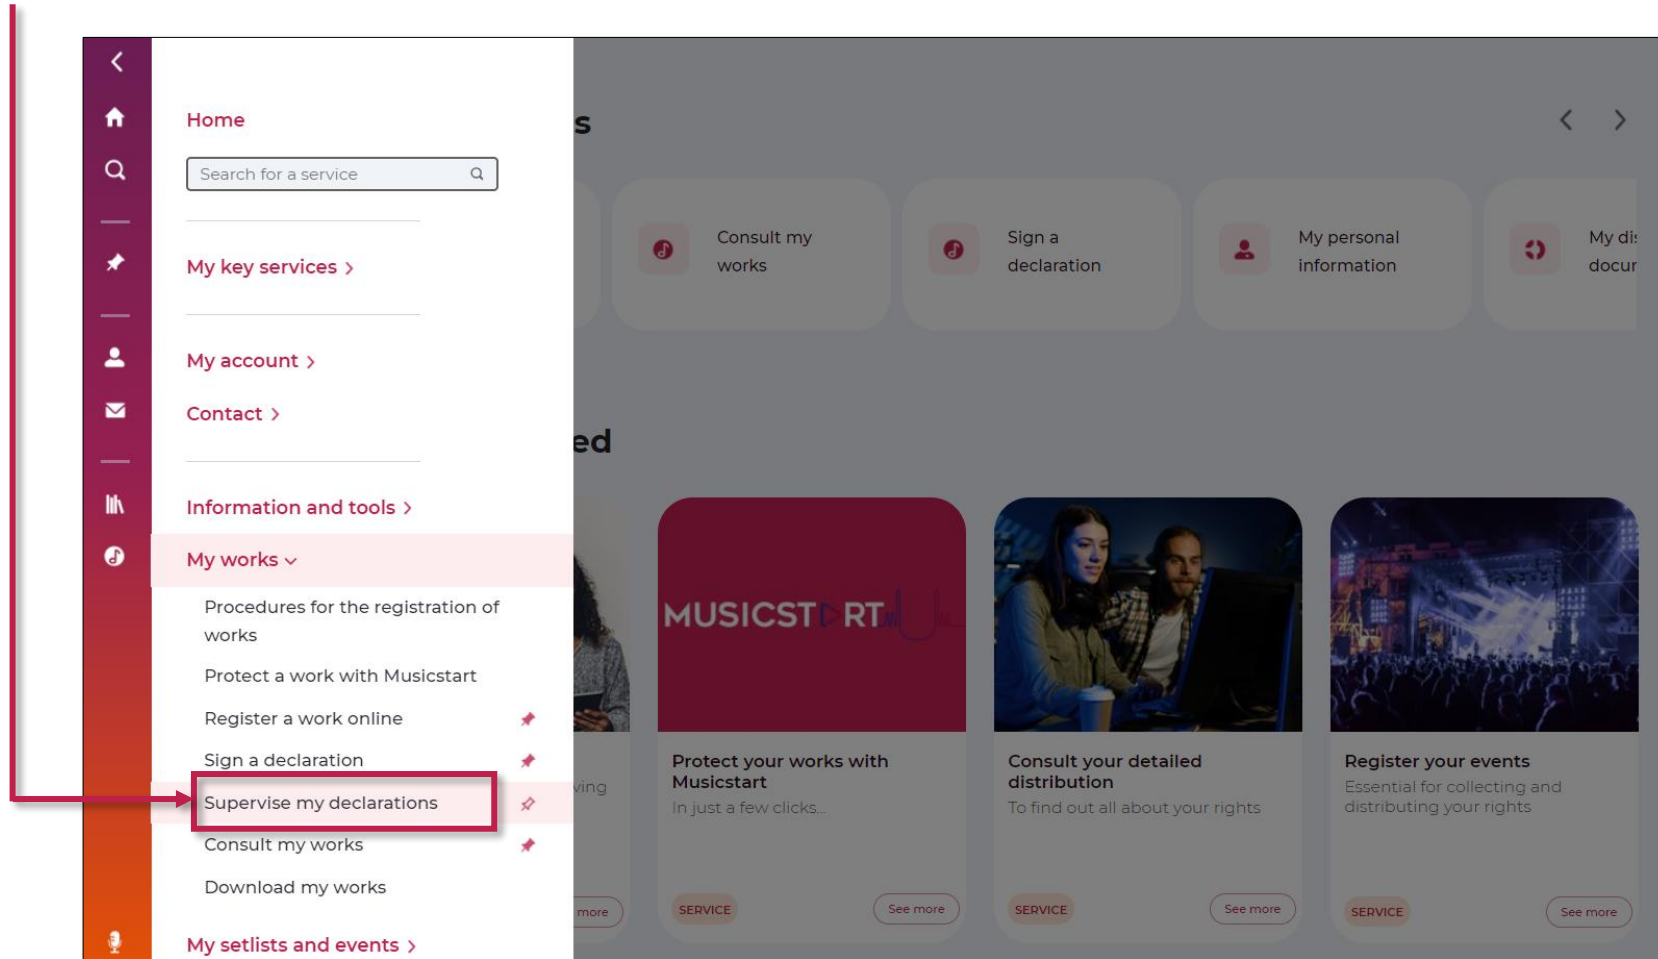 Home
Search for a service
My key services
My account
Contact
Information and tools
My works
Procedures for the registration of
works
Protect a work with Musicstart
Register a work online
Sign a declaration
Supervise my declarations
Consult my works
Download my works
My setlists and events
s
Consult my
works
Sign a
declaration
My personal
information
My dis
docur
ed
ving
more
MUSICSTART
Protect your works with
Musicstart
In just a few clicks...
SERVICE
See more
Consult your detailed
distribution
To find out all about your rights
SERVICE
See more
Register your events
Essential for collecting and
distributing your rights
SERVICE
See more